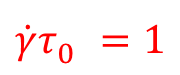 γ̇τ₀ = 1